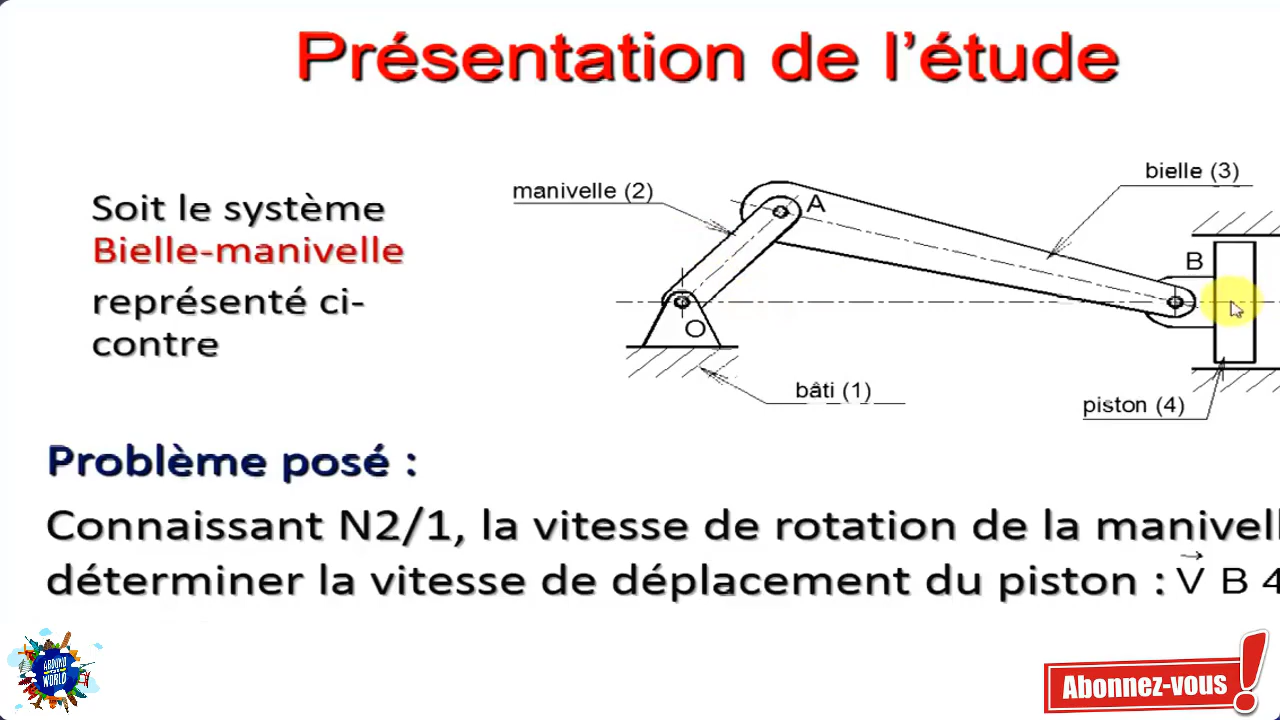 Présentation de l'étude
Soit le système
Bielle-manivelle
représenté ci-
contre
manivelle (2)
bielle (3)
A
B
O
bâti (1)
piston (4)
Problème posé :
Connaissant N2/1, la vitesse de rotation de la manivell
déterminer la vitesse de déplacement du piston : V B 4
AROUND
WORLD
Abonnez-vous